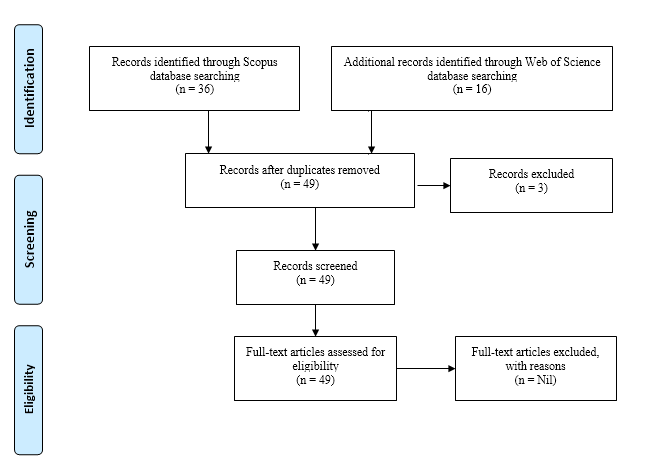 Identification
Records identified through Scopus
database searching
(n = 36)
Additional records identified through Web of Science
database searching
(n = 16)
Records after duplicates removed
(n = 49)
Records excluded
(n = 3)
Screening
Records screened
(n = 49)
Eligibility
Full-text articles assessed for
eligibility
(n = 49)
Full-text articles excluded,
with reasons
(n = Nil)